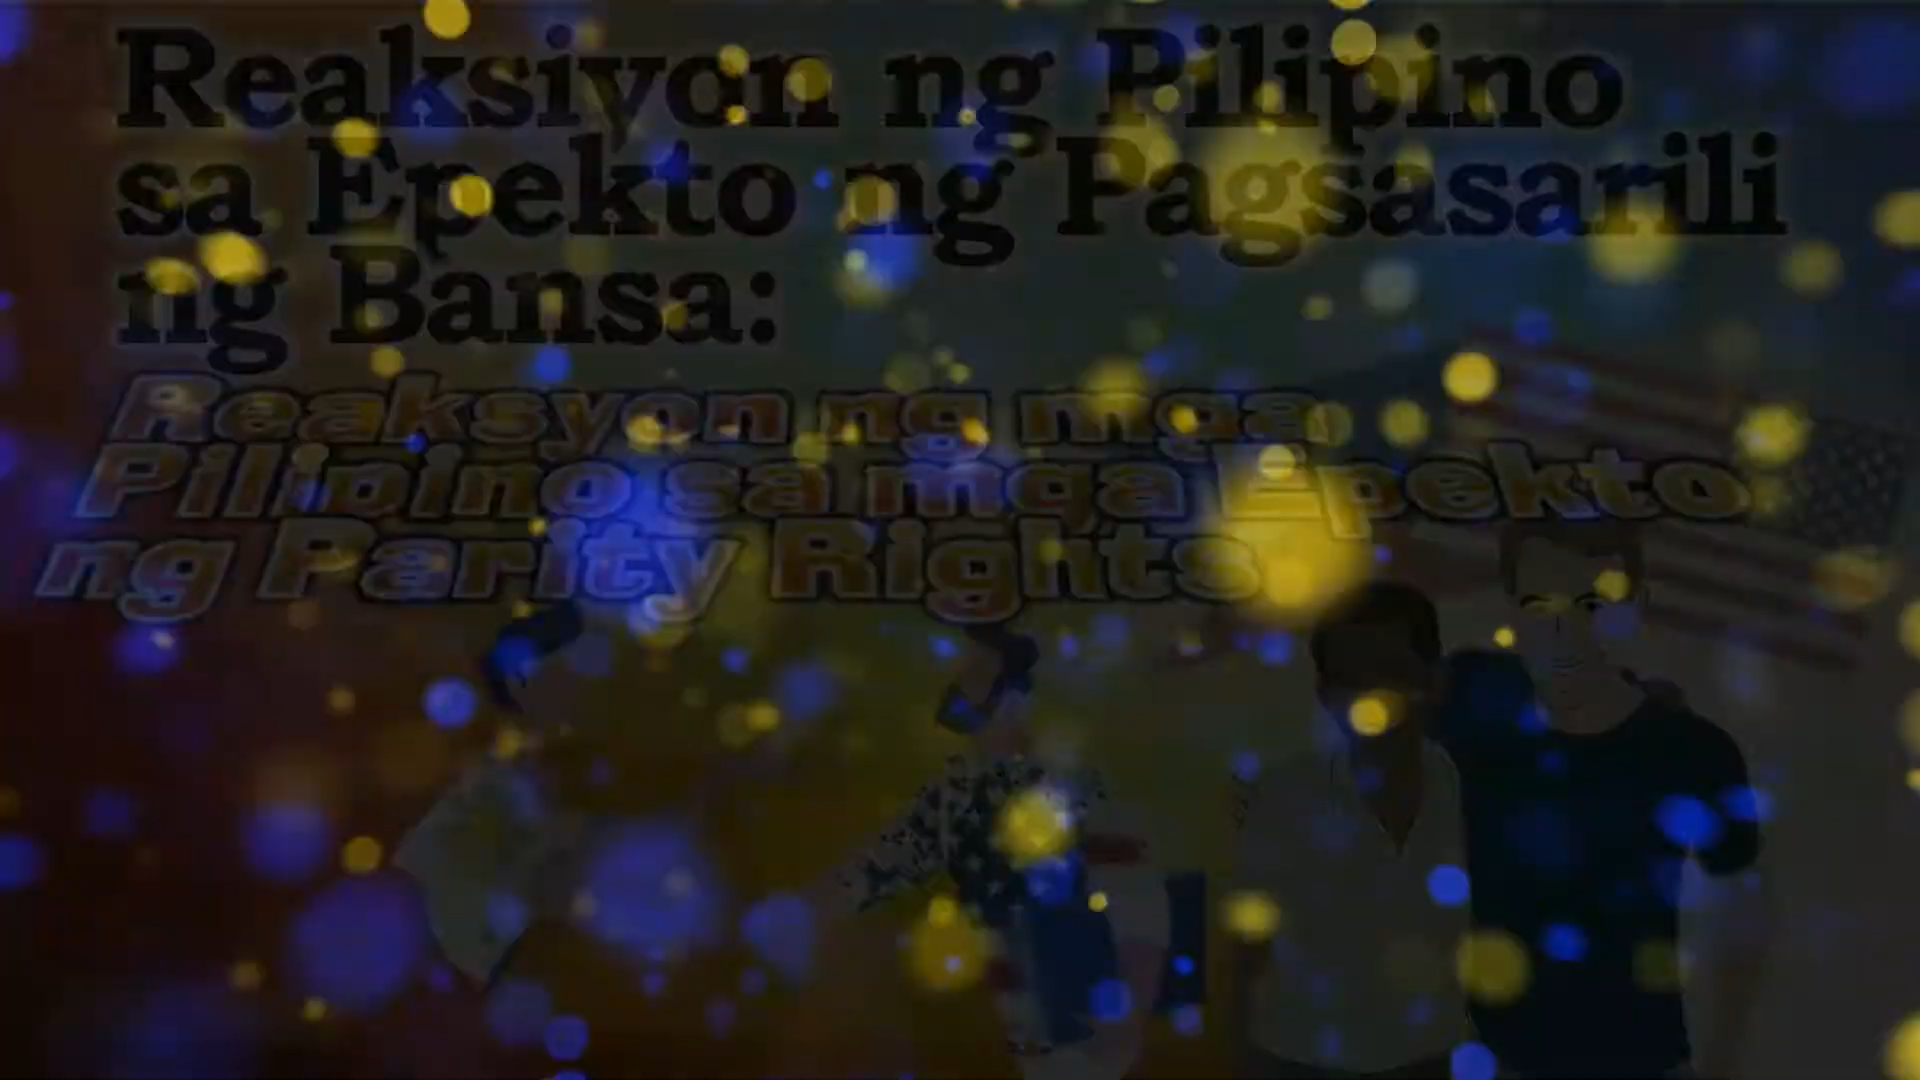 Reaksiyon ng Pilipino
sa Epekto ng Pagsasarili
ng Bansa:
Reaksyon ng mga
Pilipino sa mga Epekto
ng Parity Rights